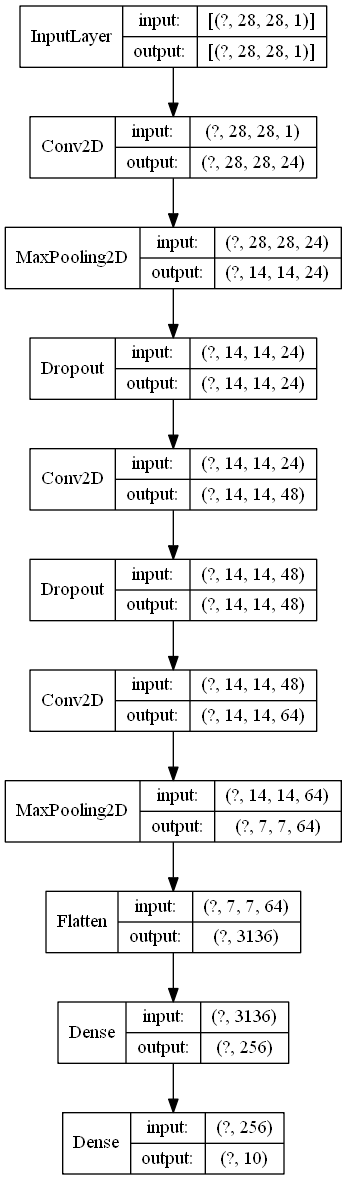 InputLayer
input: [(?, 28, 28, 1)]
output: [(?, 28, 28, 1)]
Conv2D
input: (?, 28, 28, 1)
output: (?, 28, 28, 24)
MaxPooling2D
input: (?, 28, 28, 24)
output: (?, 14, 14, 24)
Dropout
input: (?, 14, 14, 24)
output: (?, 14, 14, 24)
Conv2D
input: (?, 14, 14, 24)
output: (?, 14, 14, 48)
Dropout
input: (?, 14, 14, 48)
output: (?, 14, 14, 48)
Conv2D
input: (?, 14, 14, 48)
output: (?, 14, 14, 64)
MaxPooling2D
input: (?, 14, 14, 64)
output: (?, 7, 7, 64)
Flatten
input: (?, 7, 7, 64)
output: (?, 3136)
Dense
input: (?, 3136)
output: (?, 256)
Dense
input: (?, 256)
output: (?, 10)